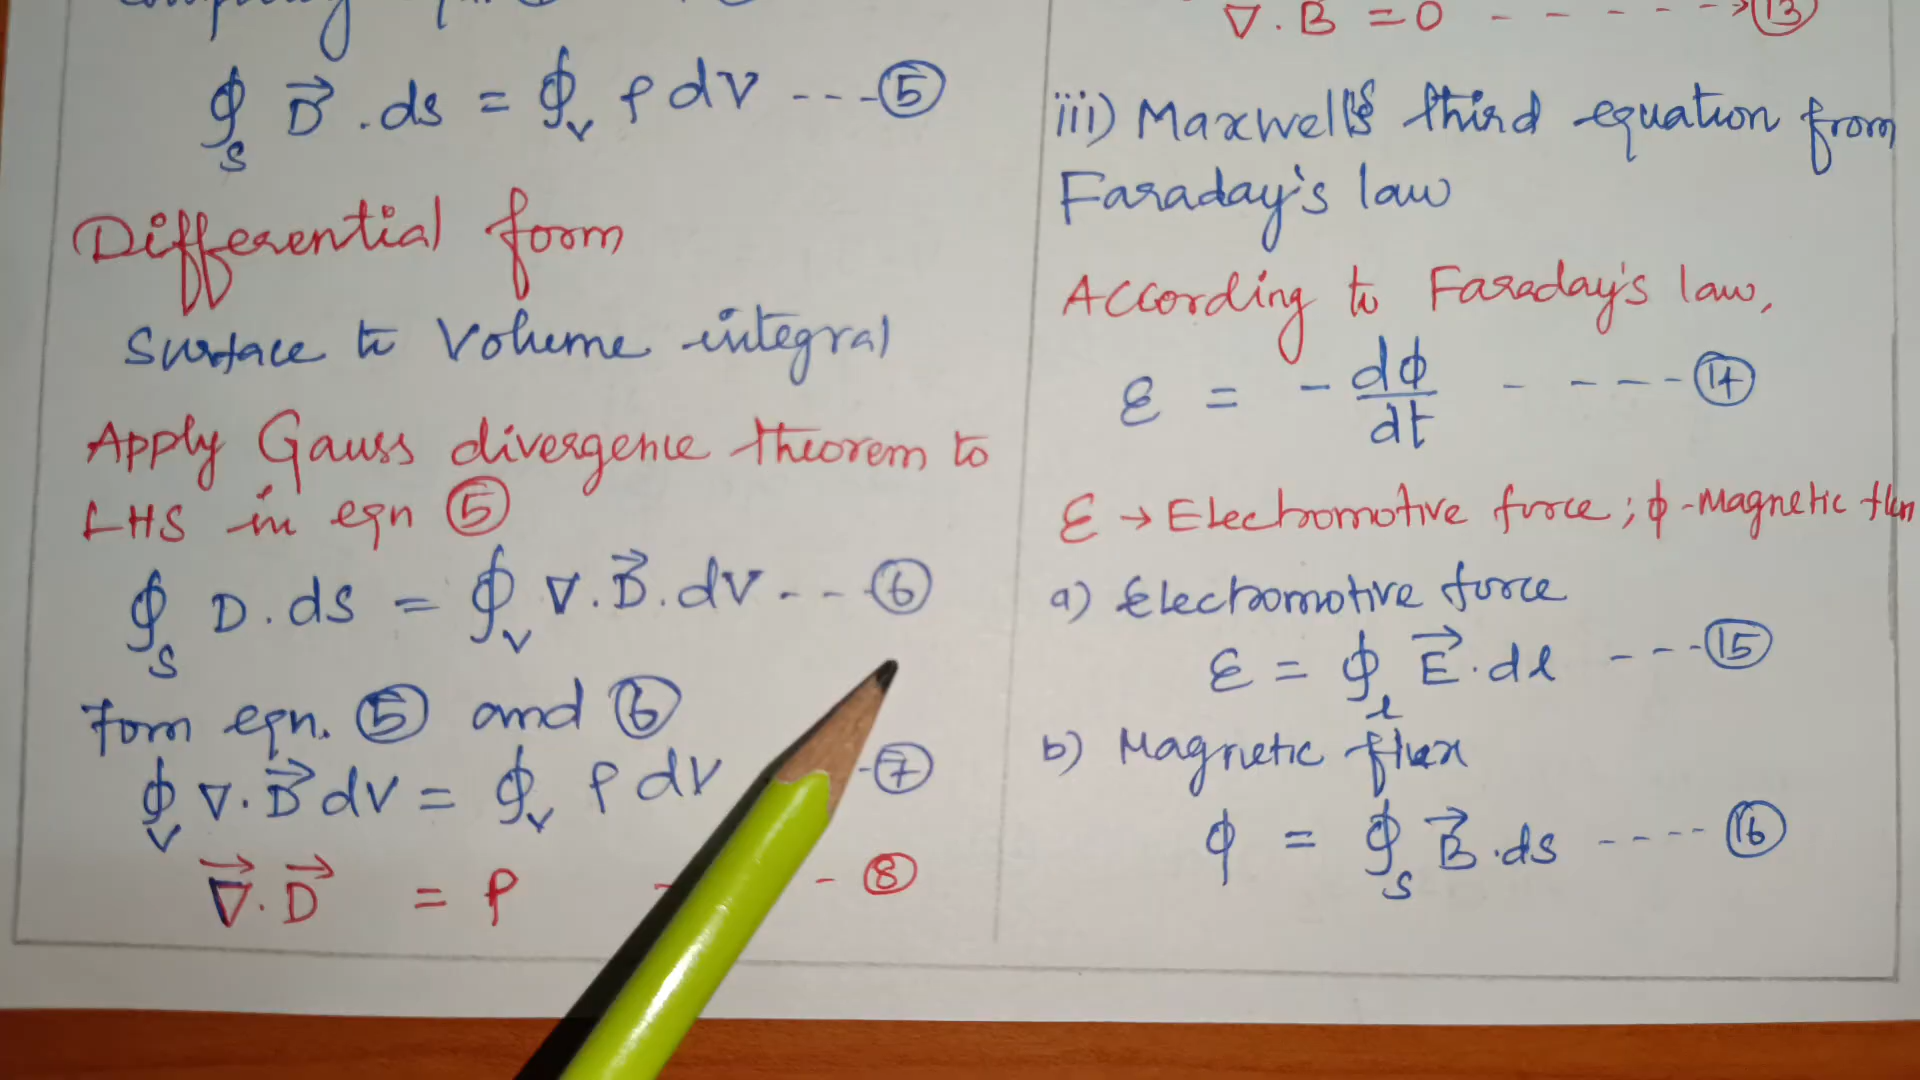 ∮s D⃗ . ds = ∮v ρ dV ---⑤
Differential form
Surface to Volume integral
Apply Gauss divergence theorem to
LHS in eqn ⑤
∮s D . ds = ∮v ∇. D⃗. dV --- ⑥
Form eqn. ⑤ and ⑥
∮v ∇. D⃗ dV = ∮v ρ dV -⑦
∇⃗. D⃗ = ρ - - ⑧
∇ . B = 0 - - - - - -> ⑬
iii) Maxwell's third equation from
Faraday's law
According to Faraday's law,
ε = - dφ/dt - - --- ⑭
ε → Electromotive force ; φ - Magnetic flux
a) Electromotive force
ε = ∮l E⃗ . dl --- ⑮
b) Magnetic flux
φ = ∮s B⃗ . ds ---- ⑯